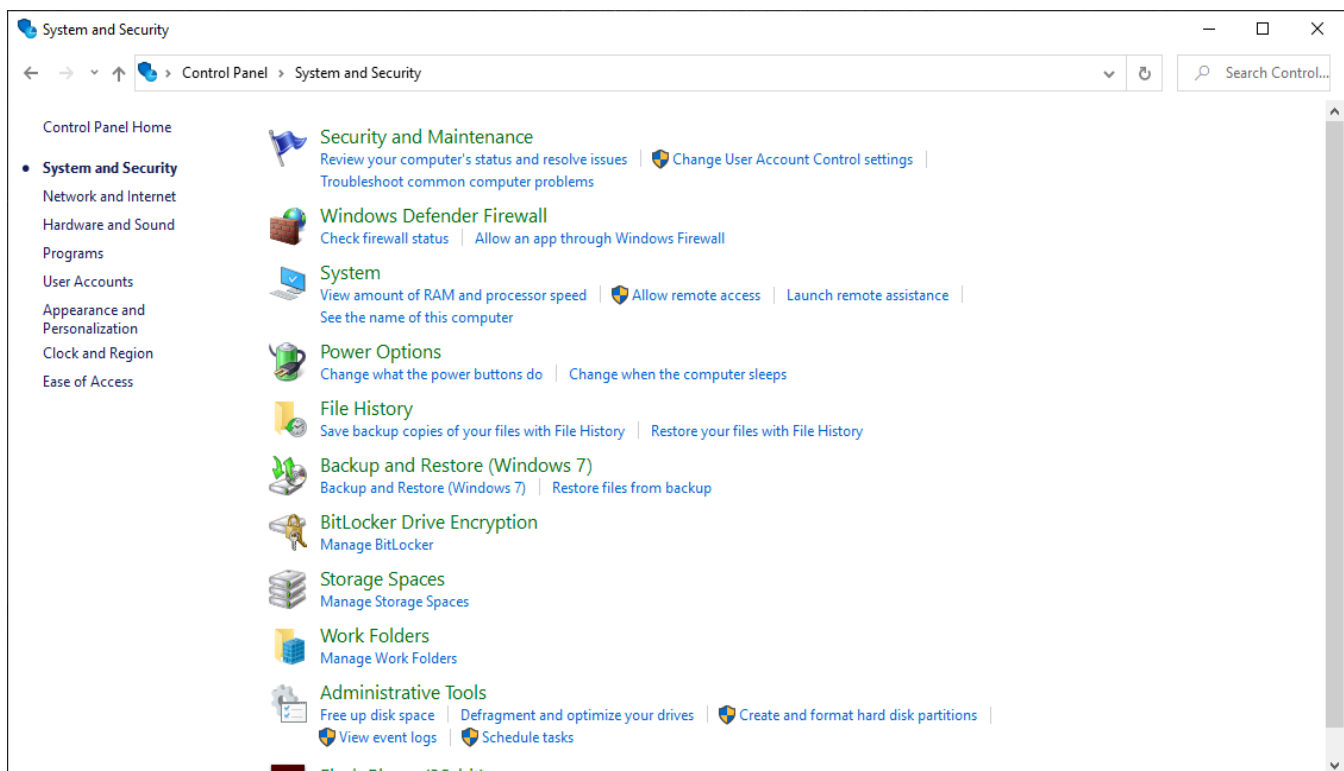 System and Security
Control Panel > System and Security
Search Control...
Control Panel Home
System and Security
Network and Internet
Hardware and Sound
Programs
User Accounts
Appearance and
Personalization
Clock and Region
Ease of Access
Security and Maintenance
Review your computer's status and resolve issues | Change User Account Control settings |
Troubleshoot common computer problems
Windows Defender Firewall
Check firewall status | Allow an app through Windows Firewall
System
View amount of RAM and processor speed | Allow remote access | Launch remote assistance |
See the name of this computer
Power Options
Change what the power buttons do | Change when the computer sleeps
File History
Save backup copies of your files with File History | Restore your files with File History
Backup and Restore (Windows 7)
Backup and Restore (Windows 7) | Restore files from backup
BitLocker Drive Encryption
Manage BitLocker
Storage Spaces
Manage Storage Spaces
Work Folders
Manage Work Folders
Administrative Tools
Free up disk space | Defragment and optimize your drives | Create and format hard disk partitions |
View event logs | Schedule tasks